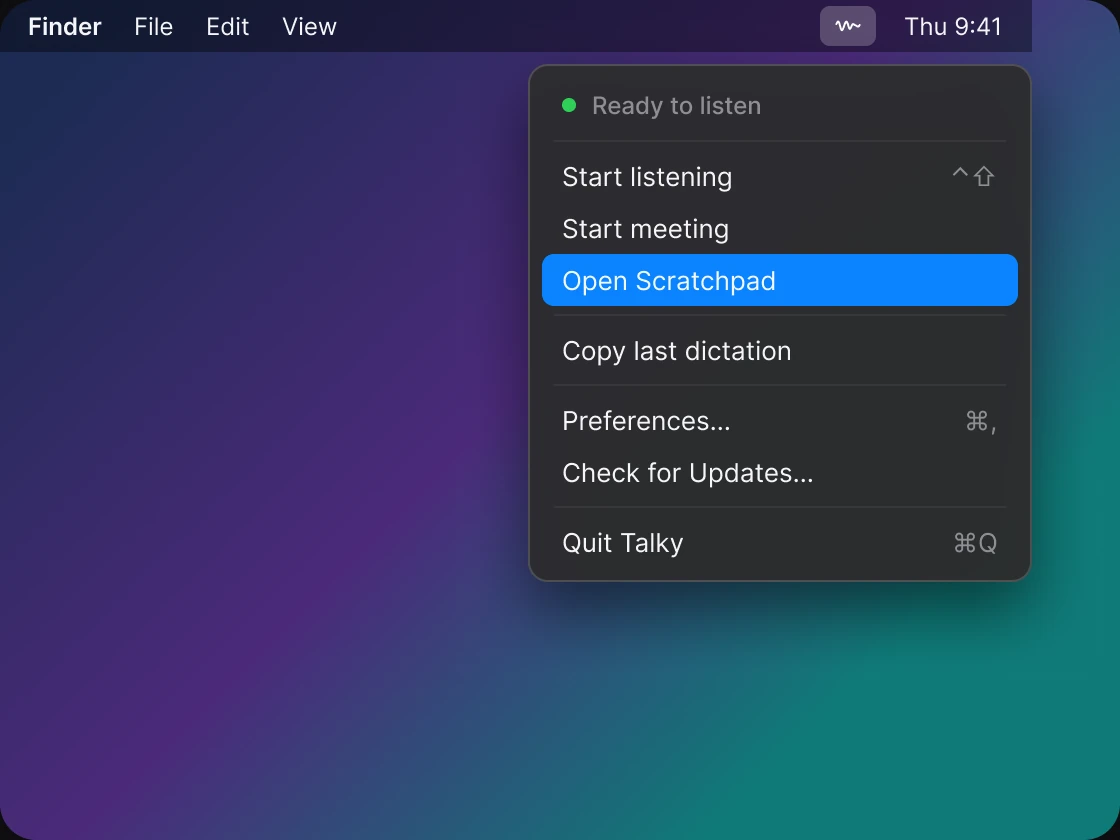 Finder File Edit View Thu 9:41
Ready to listen
Start listening ^⇧
Start meeting
Open Scratchpad
Copy last dictation
Preferences... ⌘,
Check for Updates...
Quit Talky ⌘Q